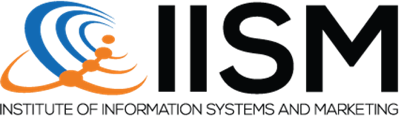 IISM
INSTITUTE OF INFORMATION SYSTEMS AND MARKETING